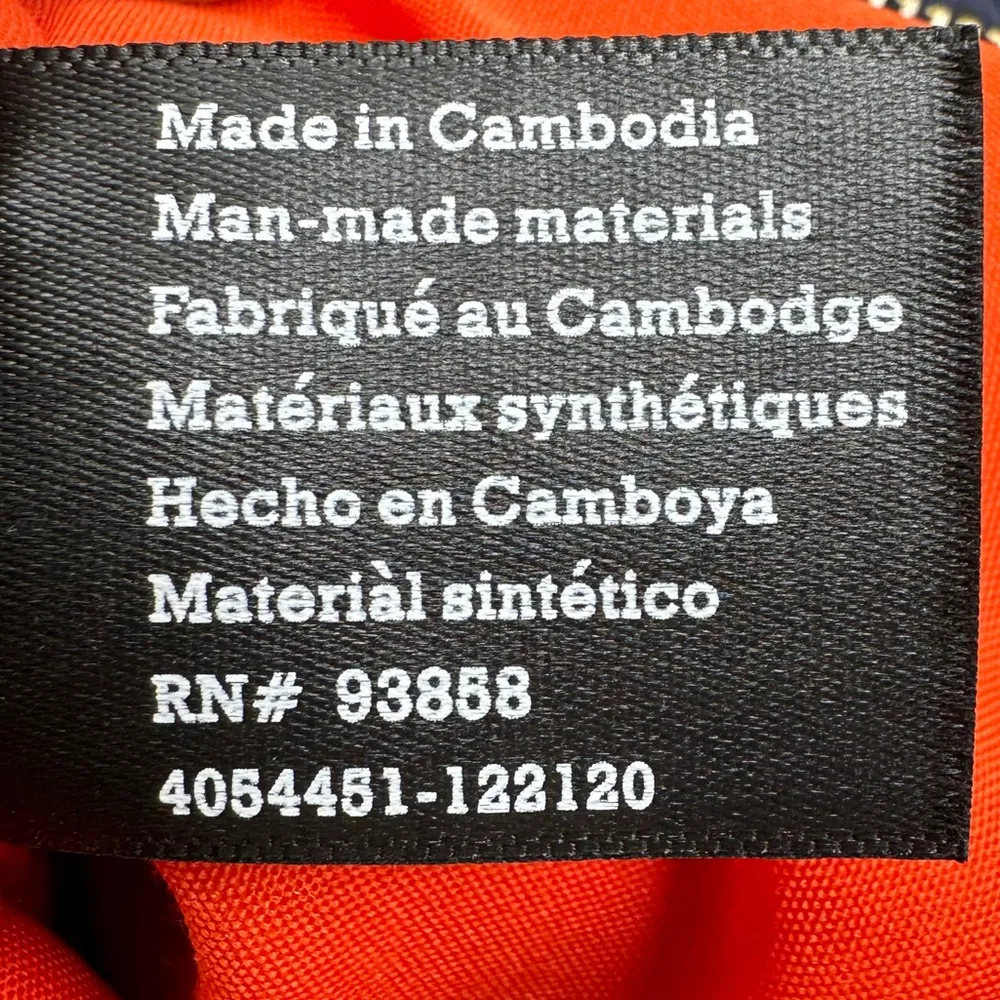 Made in Cambodia
Man-made materials
Fabriqué au Cambodge
Matériaux synthétiques
Hecho en Camboya
Materiàl sintético
RN# 93858
4054451-122120